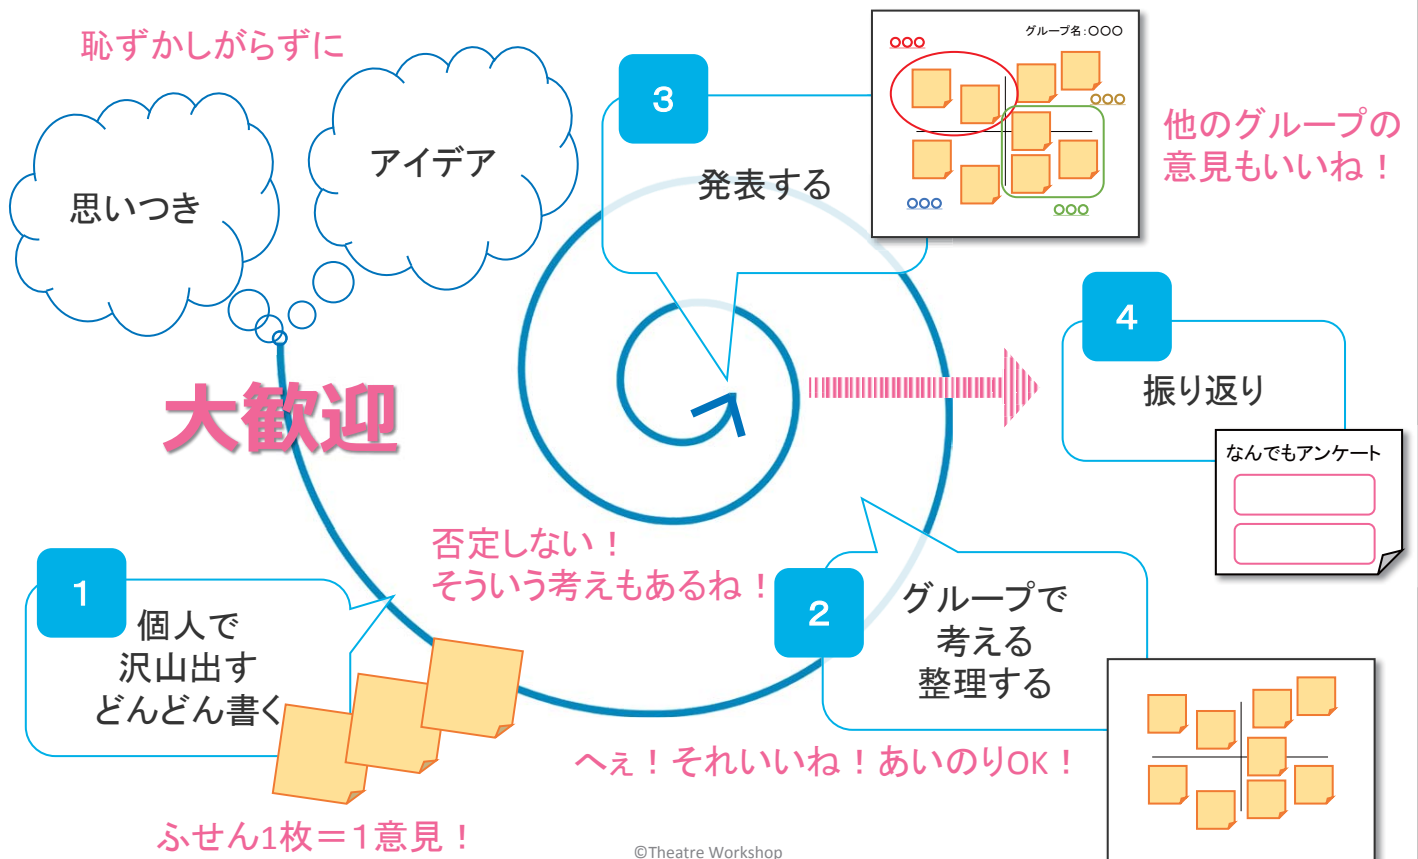 恥ずかしがらずに
思いつき
アイデア
大歓迎
1
個人で
沢山出す
どんどん書く
ふせん1枚＝１意見！
否定しない！
そういう考えもあるね！
2
グループで
考える
整理する
へぇ！それいいね！あいのりOK！
3
発表する
グループ名：〇〇〇
〇〇〇
〇〇〇
〇〇〇
〇〇〇
他のグループの
意見もいいね！
4
振り返り
なんでもアンケート
©Theatre Workshop